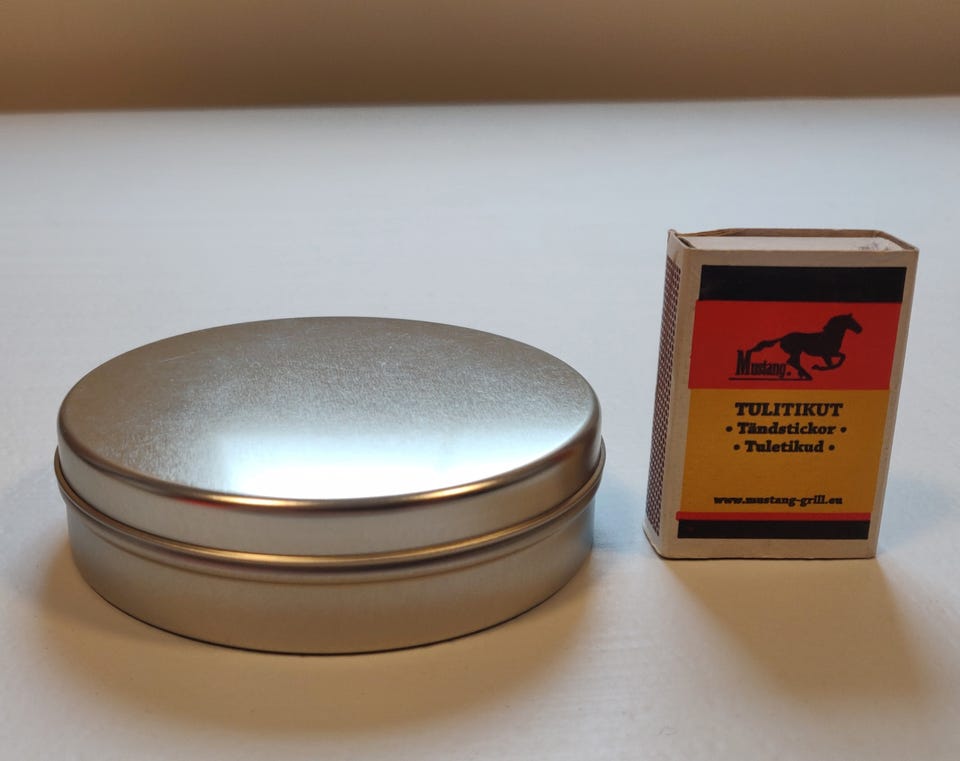 Mustang
TULITIKUT
• Tändstickor •
• Tuletikud •
www.mustang-grill.eu